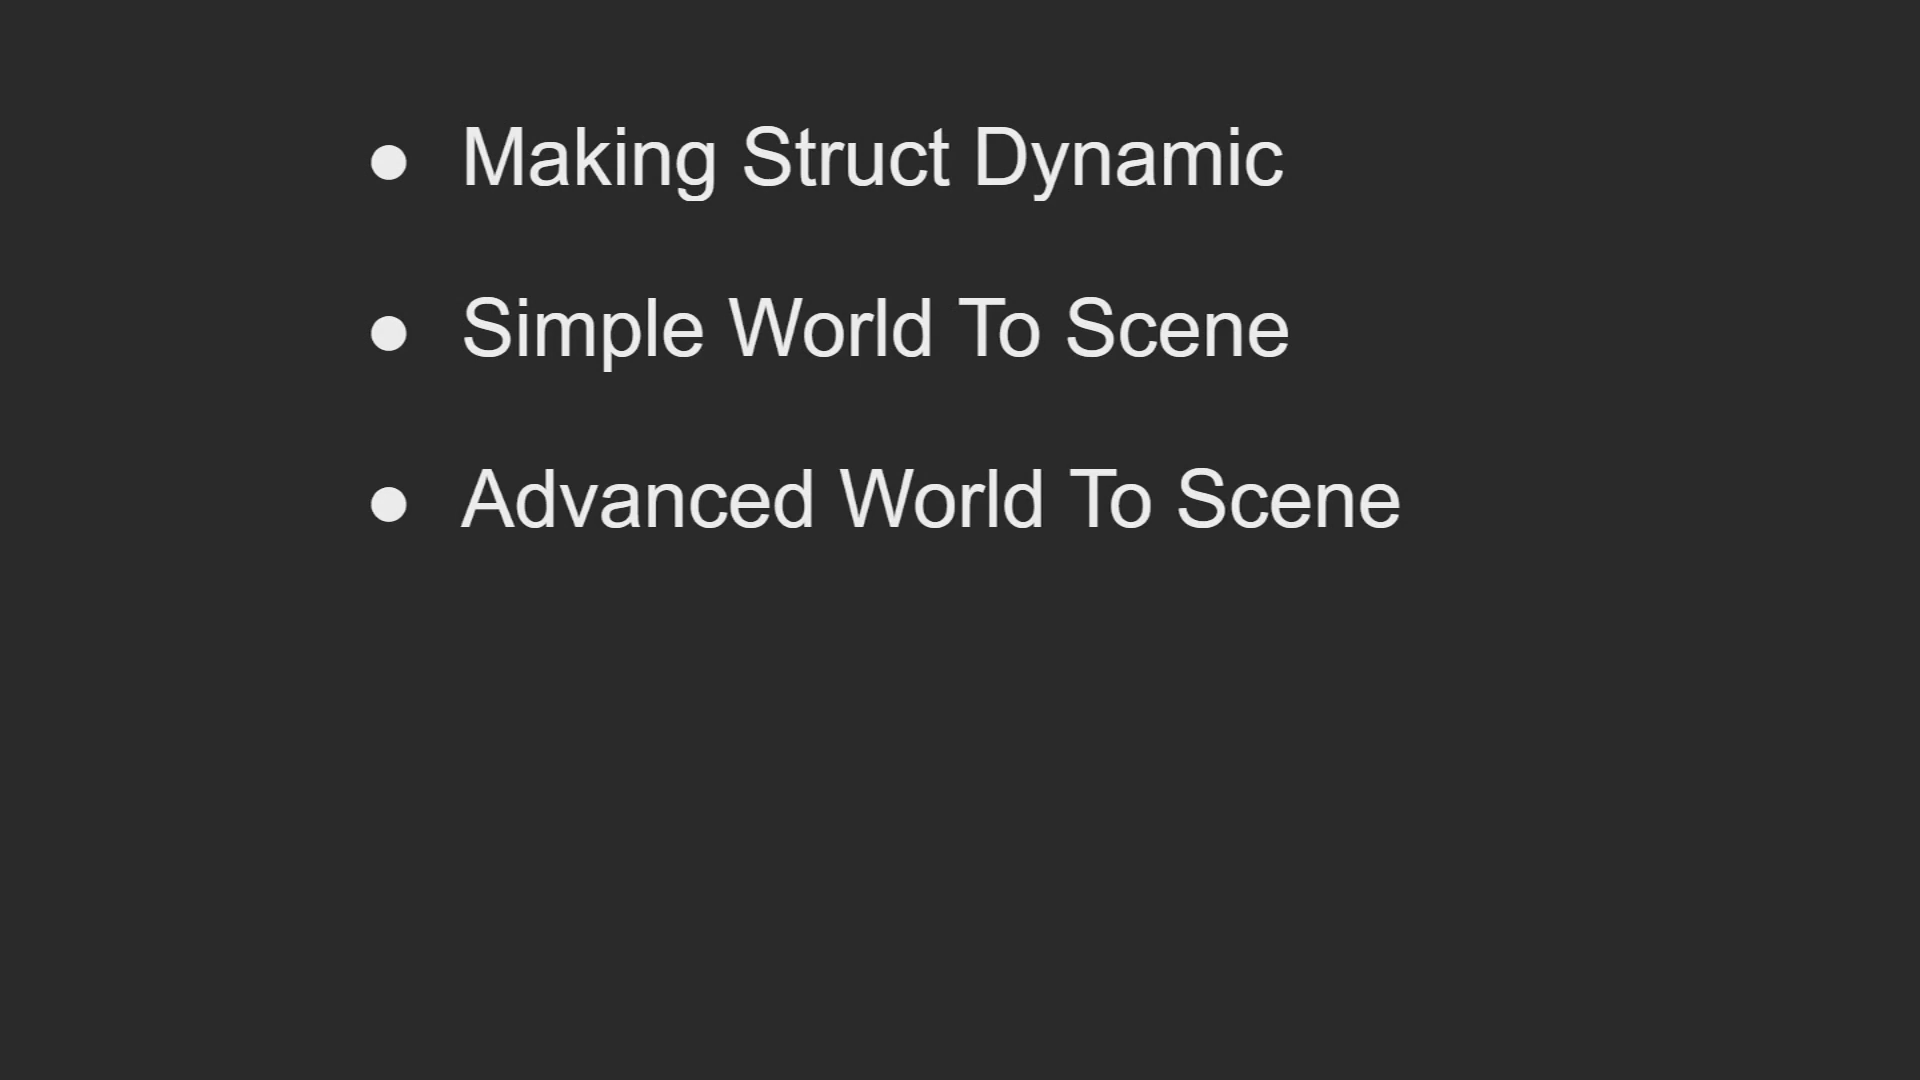 ● Making Struct Dynamic
● Simple World To Scene
● Advanced World To Scene